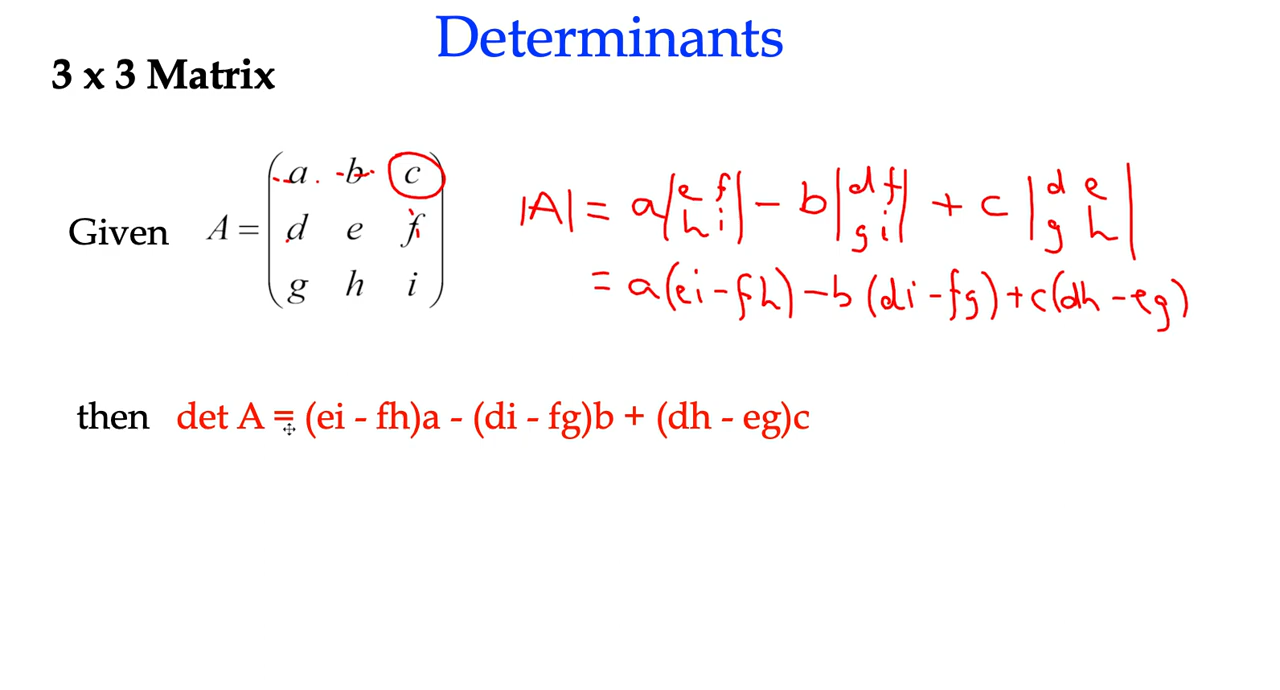 Determinants
3 x 3 Matrix
Given A = ( a b c
d e f
g h i )
|A| = a |e f| - b |d f| + c |d e|
|h i| |g i| |g h|
= a(ei - fh) - b(di - fg) + c(dh - eg)
then det A = (ei - fh)a - (di - fg)b + (dh - eg)c